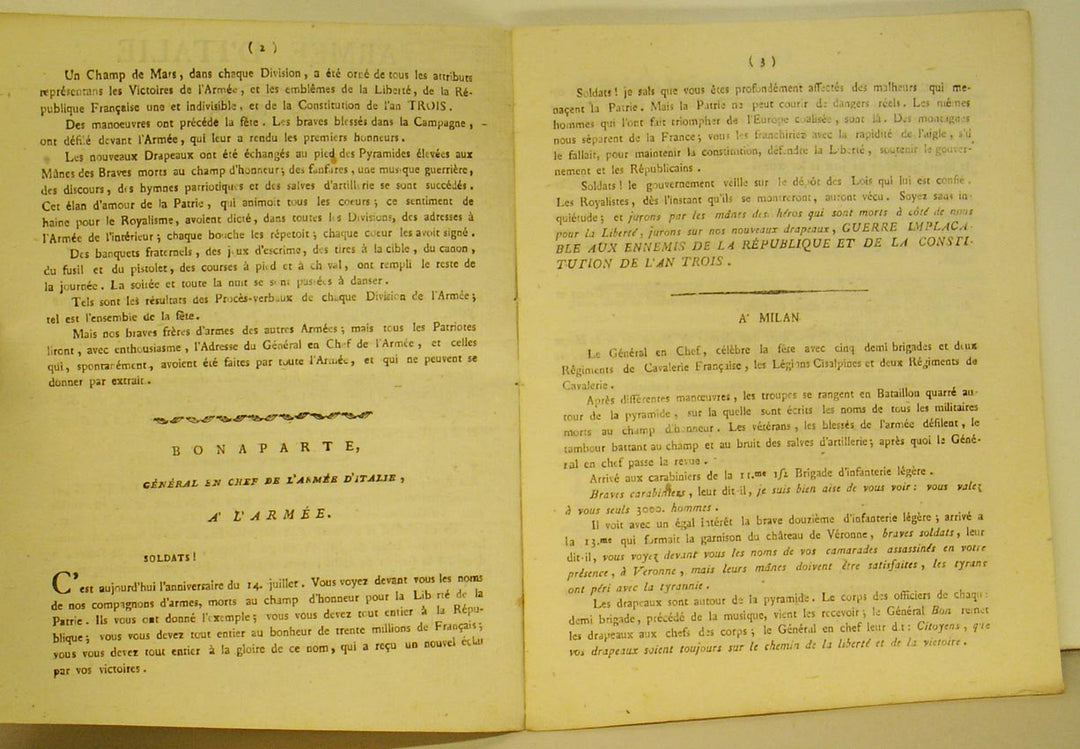 ( 2 )
Un Champ de Mars, dans chaque Division, a été orné de tous les attributs
représentans les Victoires de l'Armée, et les emblêmes de la Liberté, de la Ré-
publique Française une et indivisible, et de la Constitution de l'an TROIS.
Des manoeuvres ont précédé la fête. Les braves blessés dans la Campagne,
ont défilé devant l'Armée, qui leur a rendu les premiers honneurs.
Les nouveaux Drapeaux ont été échangés au pied des Pyramides élevées aux
Mânes des Braves morts au champ d'honneur; des fanfares, une musique guerrière,
des discours, des hymnes patriotiques et des salves d'artillerie se sont succédés.
Cet élan d'amour de la Patrie, qui animoit tous les coeurs; ce sentiment de
haine pour le Royalisme, avoient dicté, dans toutes les Divisions, des adresses à
l'Armée de l'intérieur; chaque bouche les répetoit; chaque coeur les avoit signé.
Des banquets fraternels, des jeux d'escrime, des tires à la cible, du canon,
du fusil et du pistolet, des courses à pied et à cheval, ont rempli le reste de
la journée. La soirée et toute la nuit se sont passées à danser.
Tels sont les résultats des Procès-verbaux de chaque Division de l'Armée;
tel est l'ensemble de la fête.
Mais nos braves frères d'armes des autres Armées; mais tous les Patriotes
liront, avec enthousiasme, l'Adresse du Général en Chef de l'Armée, et celles
qui, spontanément, avoient été faites par toute l'Armée, et qui ne peuvent se
donner par extrait.
BONAPARTE,
GÉNÉRAL EN CHEF DE L'ARMÉE D'ITALIE,
A' L'ARMÉE.
SOLDATS!
C'est aujourd'hui l'anniversaire du 14. juillet. Vous voyez devant vous les noms
de nos compagnons d'armes, morts au champ d'honneur pour la Liberté de la
Patrie. Ils vous ont donné l'exemple; vous vous devez tout entier à la Répu-
blique; vous vous devez tout entier au bonheur de trente millions de Français;
vous vous devez tout entier à la gloire de ce nom, qui a reçu un nouvel éclat
par vos victoires.
( 3 )
Soldats! je sais que vous êtes profondément affectés des malheurs qui me-
naçent la Patrie. Mais la Patrie ne peut courir de dangers réels. Les mêmes
hommes qui l'ont fait triompher de l'Europe coalisée, sont là. Des montagnes
nous séparent de la France; vous les franchiriez avec la rapidité de l'aigle, s'il
le fallait, pour maintenir la constitution, défendre la Liberté, soutenir le gouver-
nement et les Républicains.
Soldats! le gouvernement veille sur le dépôt des Lois qui lui est confié.
Les Royalistes, dès l'instant qu'ils se montreront, auront vécu. Soyez sans in-
quiétude; et jurons par les mânes des héros qui sont morts à côté de nous
pour la Liberté, jurons sur nos nouveaux drapeaux, GUERRE IMPLACA-
BLE AUX ENNEMIS DE LA RÉPUBLIQUE ET DE LA CONSTI-
TUTION DE L'AN TROIS.
A' MILAN
Le Général en Chef, célèbre la fère avec cinq demi brigades et deux
Régiments de Cavalerie Française, les Légions Cisalpines et deux Régiments de
Cavalerie.
Après différentes manœuvres, les troupes se rangent en Bataillon quarré au-
tour de la pyramide, sur la quelle sont écrits les noms de tous les militaires
morts au champ d'honneur. Les vétérans, les blessés de l'armée défilent, le
tambour battant au champ et au bruit des salves d'artillerie; après quoi le Géné-
ral en chef passe la revue.
Arrivé aux carabiniers de la 11.me 1/2 Brigade d'infanterie légère.
Braves carabiniers, leur dit-il, je suis bien aise de vous voir: vous valez
à vous seuls 3000. hommes.
Il voit avec un égal intérêt la brave douzième d'infanterie légère; arrivé a
la 13.me qui formait la garnison du château de Véronne, braves soldats, leur
dit-il, vous voyez devant vous les noms de vos camarades assassinés en votre
présence, à Veronne, mais leurs mânes doivent être satisfaites, les tyrans
ont péri avec la tyrannie.
Les drapeaux sont autour de la pyramide. Le corps des officiers de chaque
demi brigade, précédé de la musique, vient les recevoir; le Général Bon remet
les drapeaux aux chefs des corps; le Général en chef leur dit: Citoyens, que
vos drapeaux soient toujours sur le chemin de la liberté et de la victoire.